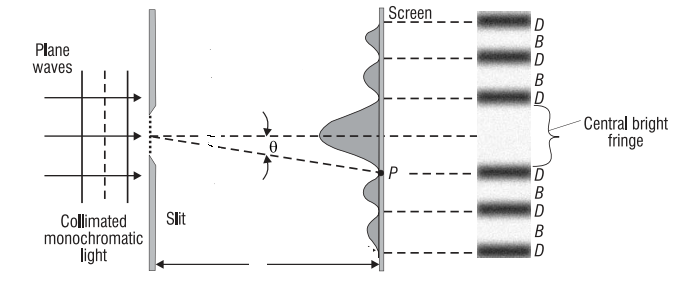 Screen
D
B
D
B
D
Plane
waves
θ
Central bright
fringe
P
D
B
D
B
D
Slit
Collimated
monochromatic
light